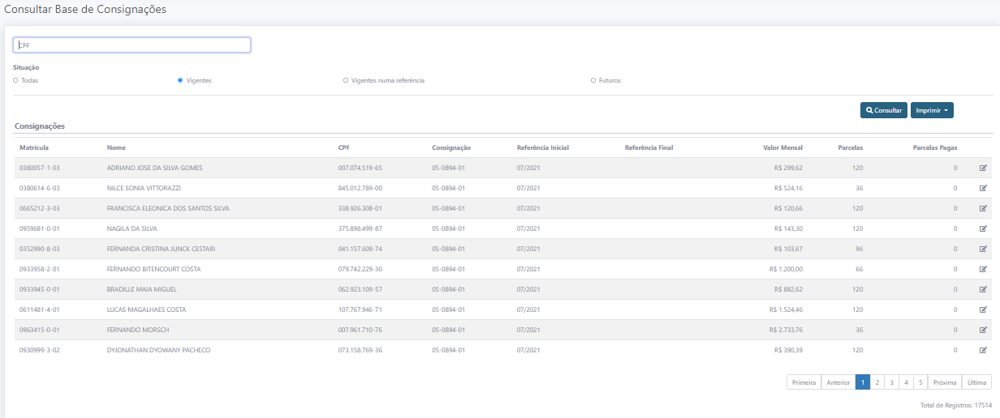 Consultar Base de Consignações
CPF
Situação
Todas Vigentes Vigentes numa referência Futuros
Consultar Imprimir
Consignações
Matrícula Nome CPF Consignação Referência Inicial Referência Final Valor Mensal Parcelas Parcelas Pagas
0380057-1-03 ADRIANO JOSE DA SILVA GOMES 007.074.519-65 05-0894-01 07/2021 R$ 299,62 120 0
0380614-6-03 NILCE SONIA VITTORAZZI 845.012.789-00 05-0894-01 07/2021 R$ 524,16 36 0
0665212-3-03 FRANCISCA ELEONICA DOS SANTOS SILVA 338.926.308-01 05-0894-01 07/2021 R$ 120,66 120 0
0959681-0-01 NAGILA DA SILVA 375.898.499-87 05-0894-01 07/2021 R$ 143,30 120 0
0352990-8-03 FERNANDA CRISTINA JUNCK CESTARI 041.157.609-74 05-0894-01 07/2021 R$ 103,67 96 0
0933958-2-01 FERNANDO BITENCOURT COSTA 079.742.229-30 05-0894-01 07/2021 R$ 1.200,00 66 0
0933945-0-01 BRADILLE MAIA MIGUEL 062.923.109-57 05-0894-01 07/2021 R$ 882,62 120 0
0611481-4-01 LUCAS MAGALHAES COSTA 107.767.946-71 05-0894-01 07/2021 R$ 1.524,46 120 0
0963415-0-01 FERNANDO MORSCH 007.961.710-76 05-0894-01 07/2021 R$ 2.733,76 36 0
0930999-3-02 DYJONATHAN DYOWANY PACHECO 073.158.769-36 05-0894-01 07/2021 R$ 390,39 120 0
Primeira Anterior 1 2 3 4 5 Próxima Última
Total de Registros: 17514